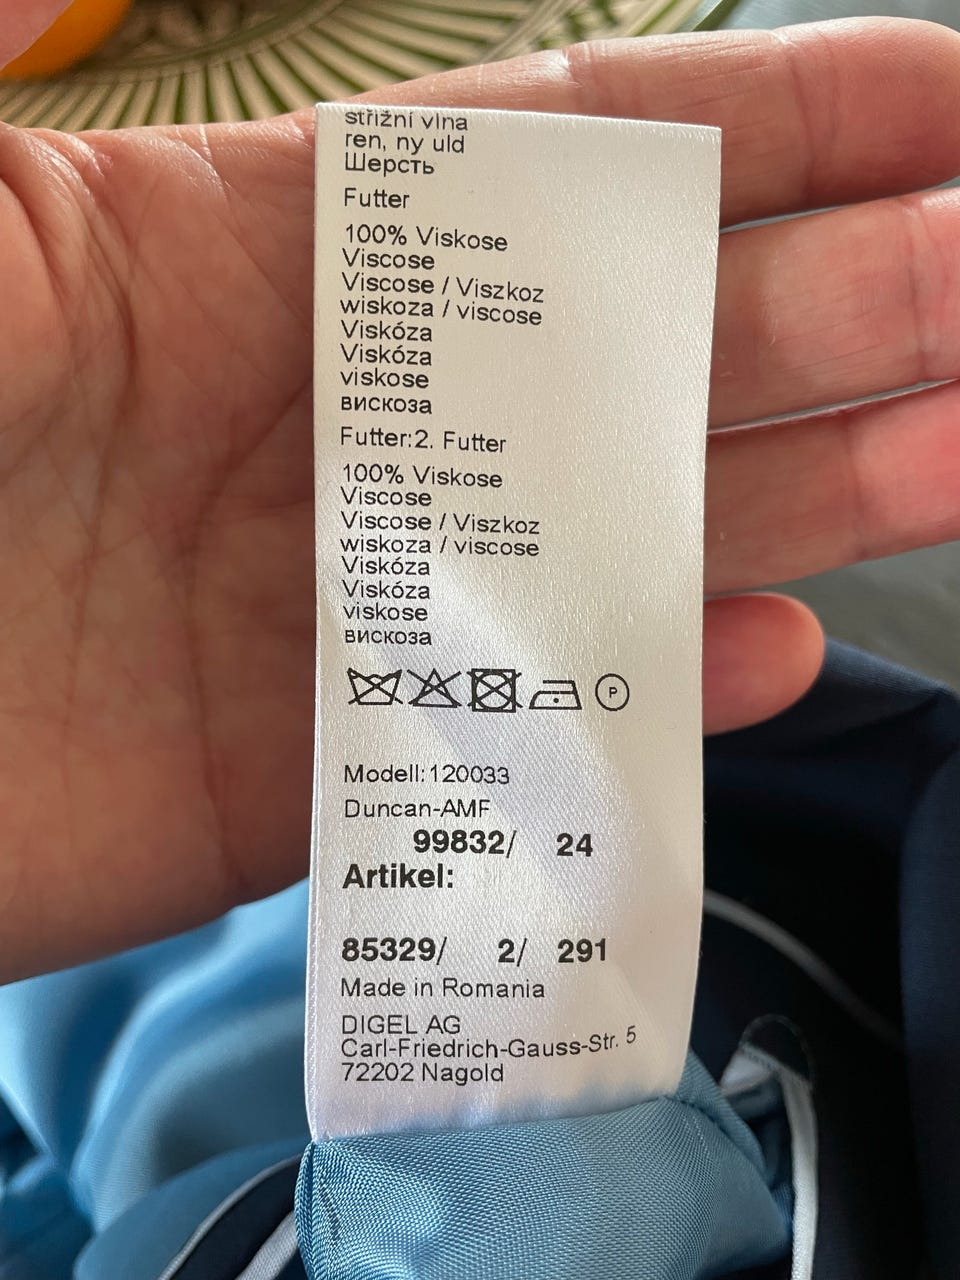 střižní vlna
ren, ny uld
Шерсть
Futter
100% Viskose
Viscose
Viscose / Viszkoz
wiskoza / viscose
Viskóza
Viskóza
viskose
вискоза
Futter:2. Futter
100% Viskose
Viscose
Viscose / Viszkoz
wiskoza / viscose
Viskóza
Viskóza
viskose
вискоза
P
Modell:120033
Duncan-AMF
99832/ 24
Artikel:
85329/ 2/ 291
Made in Romania
DIGEL AG
Carl-Friedrich-Gauss-Str. 5
72202 Nagold